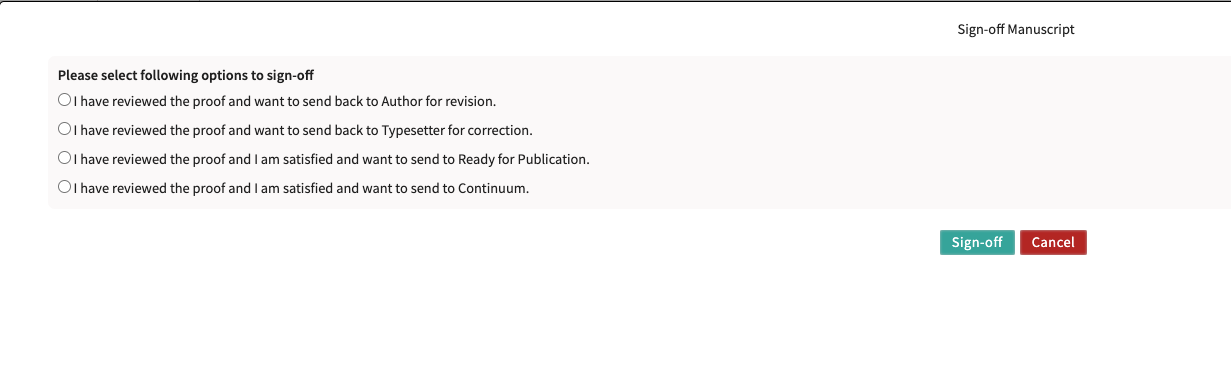 Sign-off Manuscript
Please select following options to sign-off
I have reviewed the proof and want to send back to Author for revision.
I have reviewed the proof and want to send back to Typesetter for correction.
I have reviewed the proof and I am satisfied and want to send to Ready for Publication.
I have reviewed the proof and I am satisfied and want to send to Continuum.
Sign-off Cancel